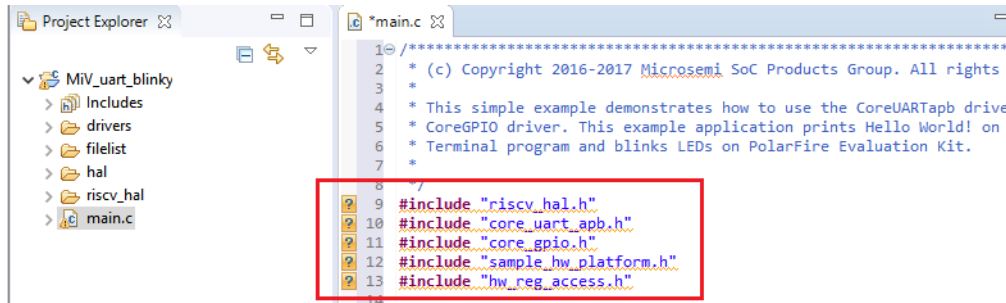 Project Explorer
MiV_uart_blinky
Includes
drivers
filelist
hal
riscv_hal
main.c
*main.c
1 /*******************************************************************
2 * (c) Copyright 2016-2017 Microsemi SoC Products Group. All rights
3 *
4 * This simple example demonstrates how to use the CoreUARTapb drive
5 * CoreGPIO driver. This example application prints Hello World! on
6 * Terminal program and blinks LEDs on PolarFire Evaluation Kit.
7 *
8 */
9 #include "riscv_hal.h"
10 #include "core_uart_apb.h"
11 #include "core_gpio.h"
12 #include "sample_hw_platform.h"
13 #include "hw_reg_access.h"